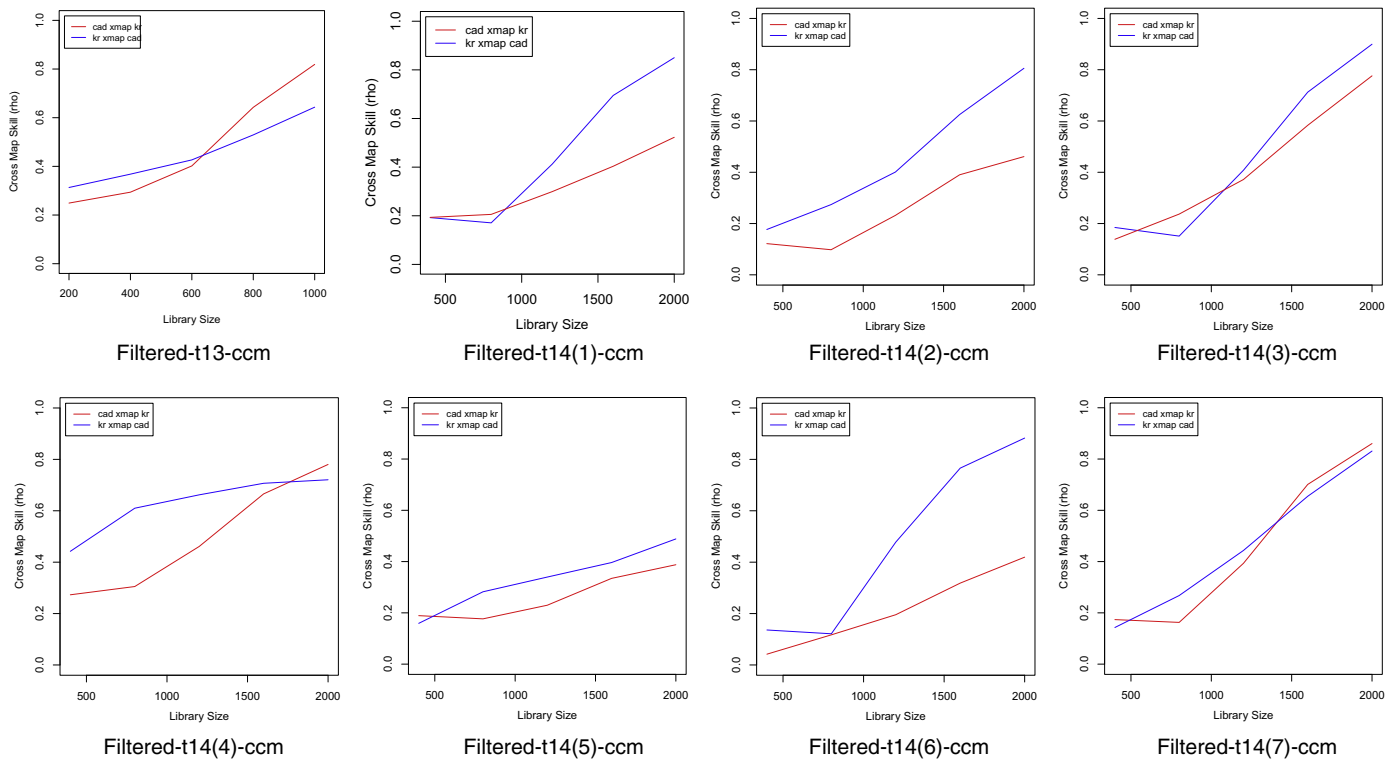 cad xmap kr
kr xmap cad
Cross Map Skill (rho)
0.0 0.2 0.4 0.6 0.8 1.0
200 400 600 800 1000
Library Size
Filtered-t13-ccm
cad xmap kr
kr xmap cad
Cross Map Skill (rho)
0.0 0.2 0.4 0.6 0.8 1.0
500 1000 1500 2000
Library Size
Filtered-t14(1)-ccm
cad xmap kr
kr xmap cad
Cross Map Skill (rho)
0.0 0.2 0.4 0.6 0.8 1.0
500 1000 1500 2000
Library Size
Filtered-t14(2)-ccm
cad xmap kr
kr xmap cad
Cross Map Skill (rho)
0.0 0.2 0.4 0.6 0.8 1.0
500 1000 1500 2000
Library Size
Filtered-t14(3)-ccm
cad xmap kr
kr xmap cad
Cross Map Skill (rho)
0.0 0.2 0.4 0.6 0.8 1.0
500 1000 1500 2000
Library Size
Filtered-t14(4)-ccm
cad xmap kr
kr xmap cad
Cross Map Skill (rho)
0.0 0.2 0.4 0.6 0.8 1.0
500 1000 1500 2000
Library Size
Filtered-t14(5)-ccm
cad xmap kr
kr xmap cad
Cross Map Skill (rho)
0.0 0.2 0.4 0.6 0.8 1.0
500 1000 1500 2000
Library Size
Filtered-t14(6)-ccm
cad xmap kr
kr xmap cad
Cross Map Skill (rho)
0.0 0.2 0.4 0.6 0.8 1.0
500 1000 1500 2000
Library Size
Filtered-t14(7)-ccm